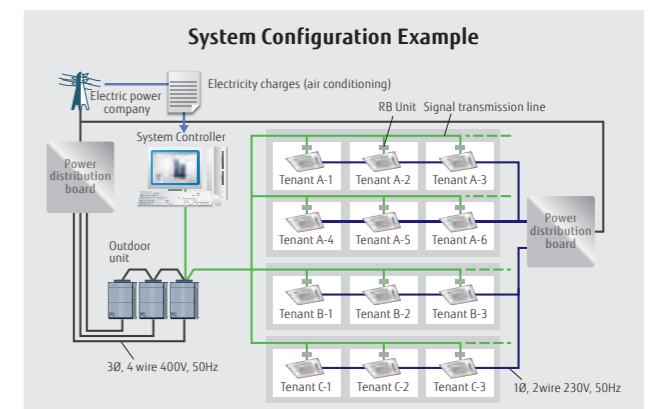 System Configuration Example
Electricity charges (air conditioning)
Electric power
company
RB Unit
Signal transmission line
System Controller
Power
distribution
board
Tenant A-1
Tenant A-2
Tenant A-3
Tenant A-4
Tenant A-5
Tenant A-6
Power
distribution
board
Outdoor
unit
Tenant B-1
Tenant B-2
Tenant B-3
3Ø, 4 wire 400V, 50Hz
Tenant C-1
Tenant C-2
Tenant C-3
1Ø, 2wire 230V, 50Hz